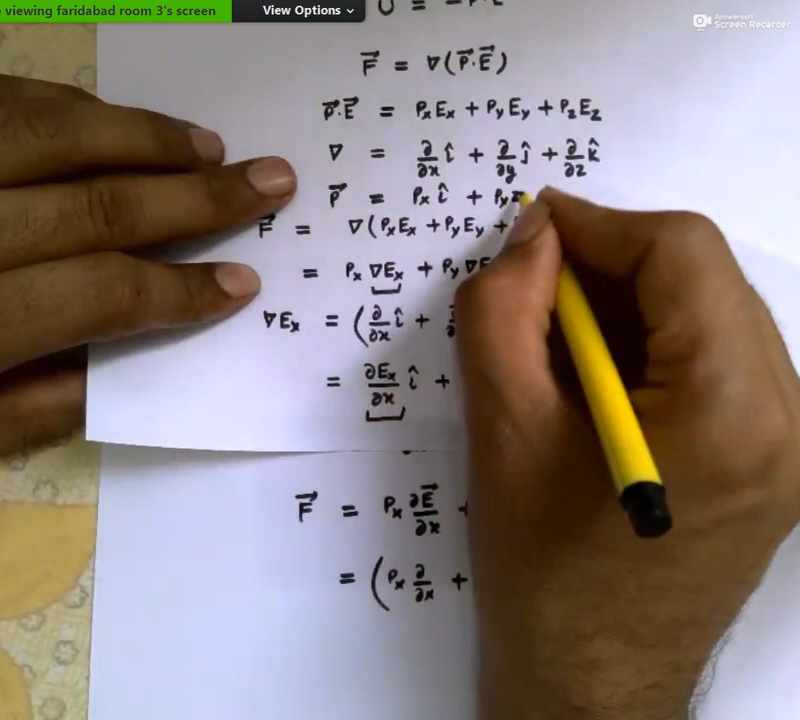 viewing faridabad room 3's screen View Options
Apowersoft
Screen Recorder
U = -P·E
F⃗ = ∇(P⃗·E⃗)
P⃗·E⃗ = PxEx + PyEy + PzEz
∇ = ∂/∂x î + ∂/∂y ĵ + ∂/∂z k̂
P⃗ = Px î + Py
F⃗ = ∇(PxEx + PyEy +
= Px ∇Ex + Py ∇E
∇Ex = (∂/∂x î +
= ∂Ex/∂x î +
F⃗ = Px ∂E⃗/∂x +
= (Px ∂/∂x +